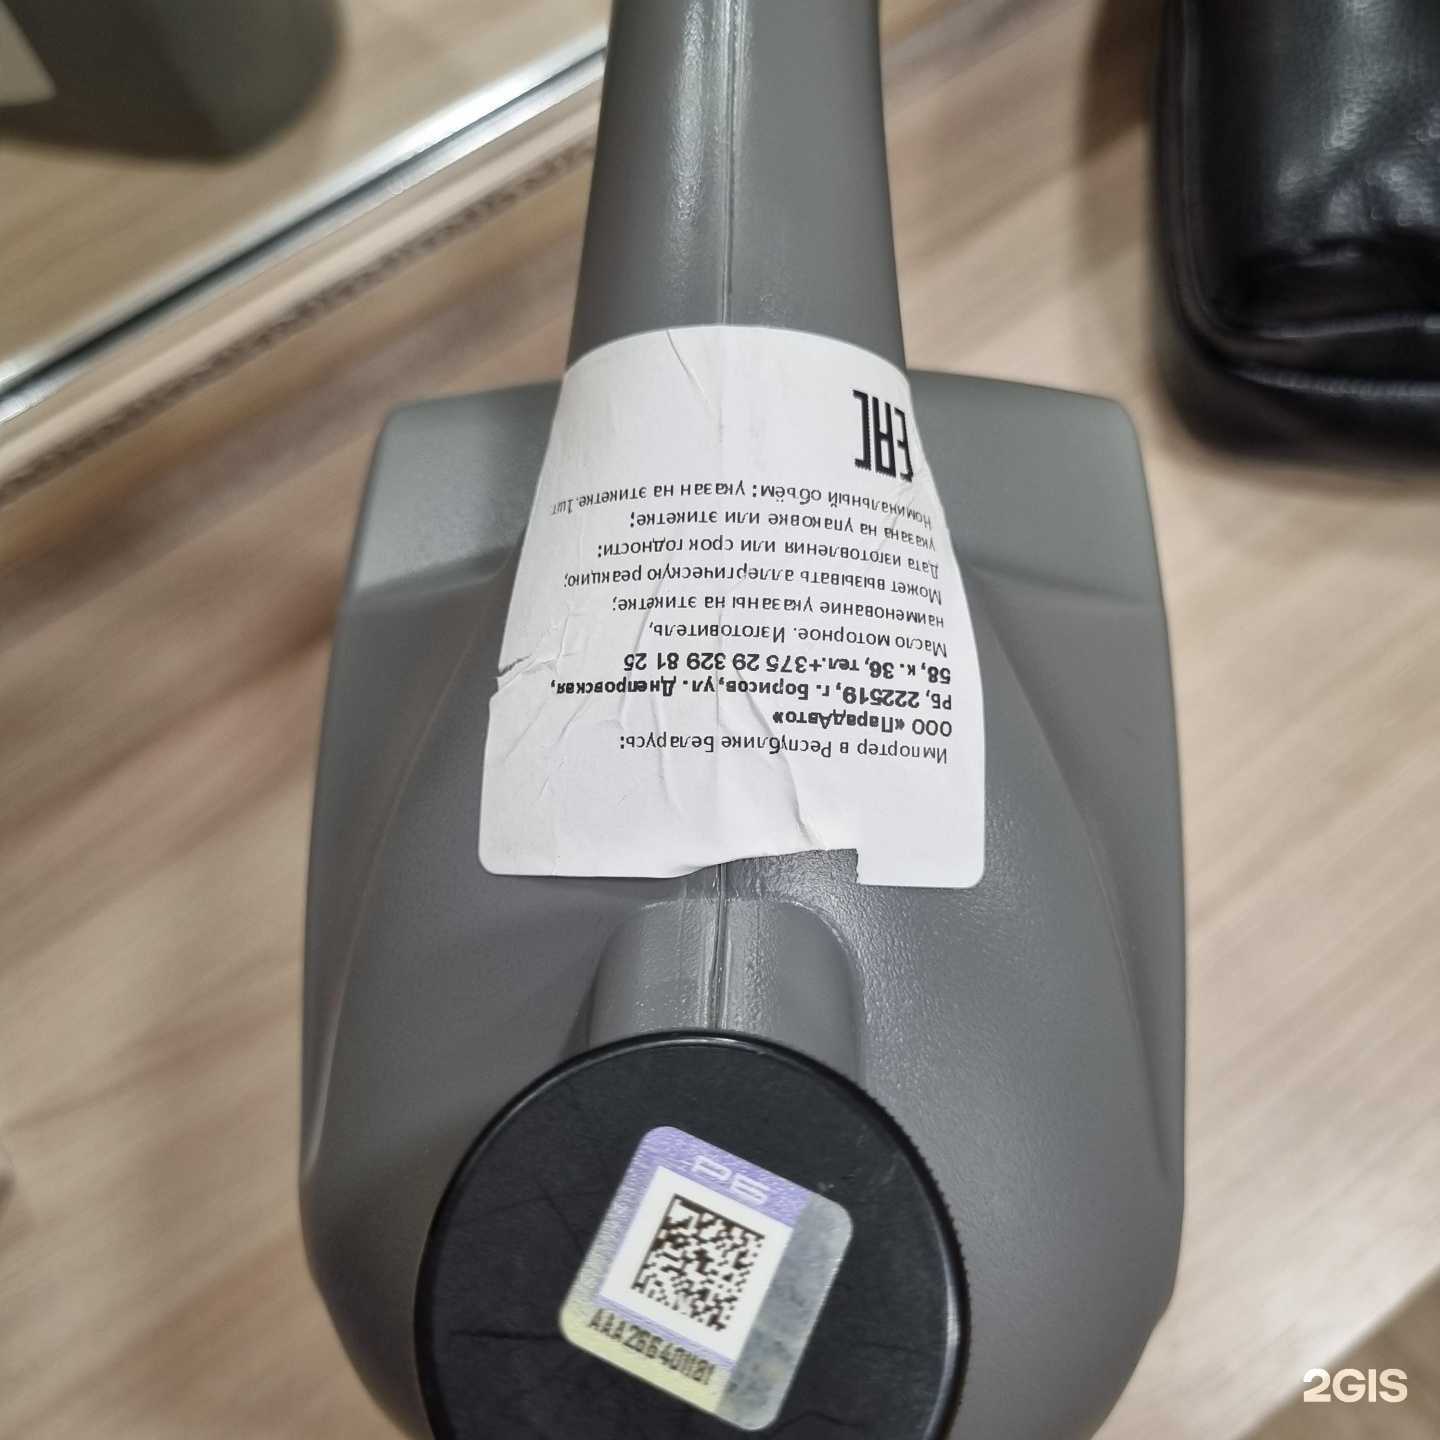 Импортер в Республике Беларусь:
ООО «ПарадАвто»
РБ, 222519, г. Борисов, ул. Днепровская,
58, к. 36, тел.+375 29 329 81 25
Масло моторное. Изготовитель,
наименование указаны на этикетке;
Может вызывать аллергическую реакцию;
Дата изготовления или срок годности:
указана на упаковке или этикетке;
Номинальный объём: указан на этикетке. 1шт.
EAC
РБ
2GIS